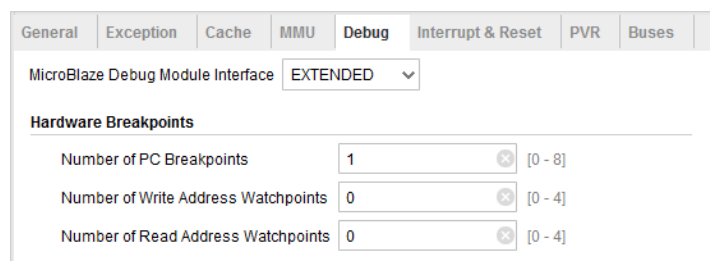 General Exception Cache MMU Debug Interrupt & Reset PVR Buses
MicroBlaze Debug Module Interface EXTENDED
Hardware Breakpoints
Number of PC Breakpoints 1 [0 - 8]
Number of Write Address Watchpoints 0 [0 - 4]
Number of Read Address Watchpoints 0 [0 - 4]